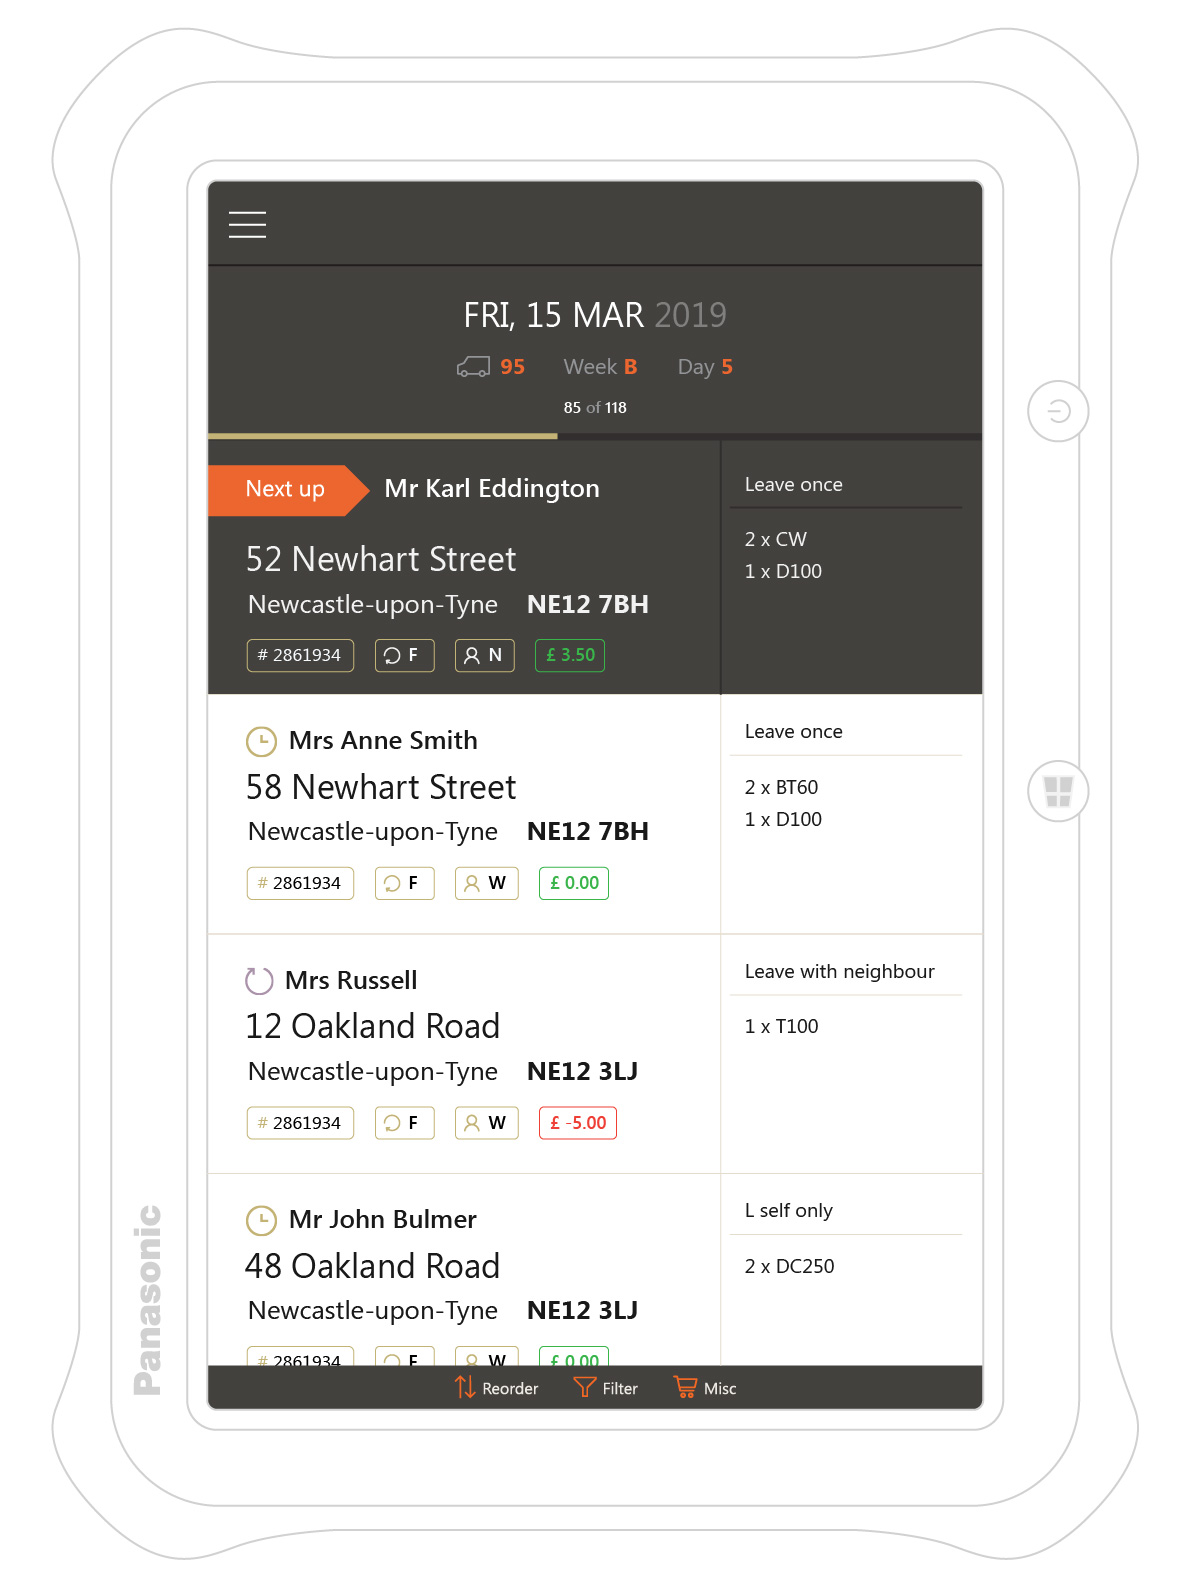 FRI, 15 MAR 2019
95 Week B Day 5
85 of 118
Next up Mr Karl Eddington
52 Newhart Street
Newcastle-upon-Tyne NE12 7BH
# 2861934 F N £ 3.50
Leave once
2 x CW
1 x D100
Mrs Anne Smith
58 Newhart Street
Newcastle-upon-Tyne NE12 7BH
# 2861934 F W £ 0.00
Leave once
2 x BT60
1 x D100
Mrs Russell
12 Oakland Road
Newcastle-upon-Tyne NE12 3LJ
# 2861934 F W £ -5.00
Leave with neighbour
1 x T100
Mr John Bulmer
48 Oakland Road
Newcastle-upon-Tyne NE12 3LJ
# 2861934 F W £ 0.00
L self only
2 x DC250
Reorder Filter Misc
Panasonic